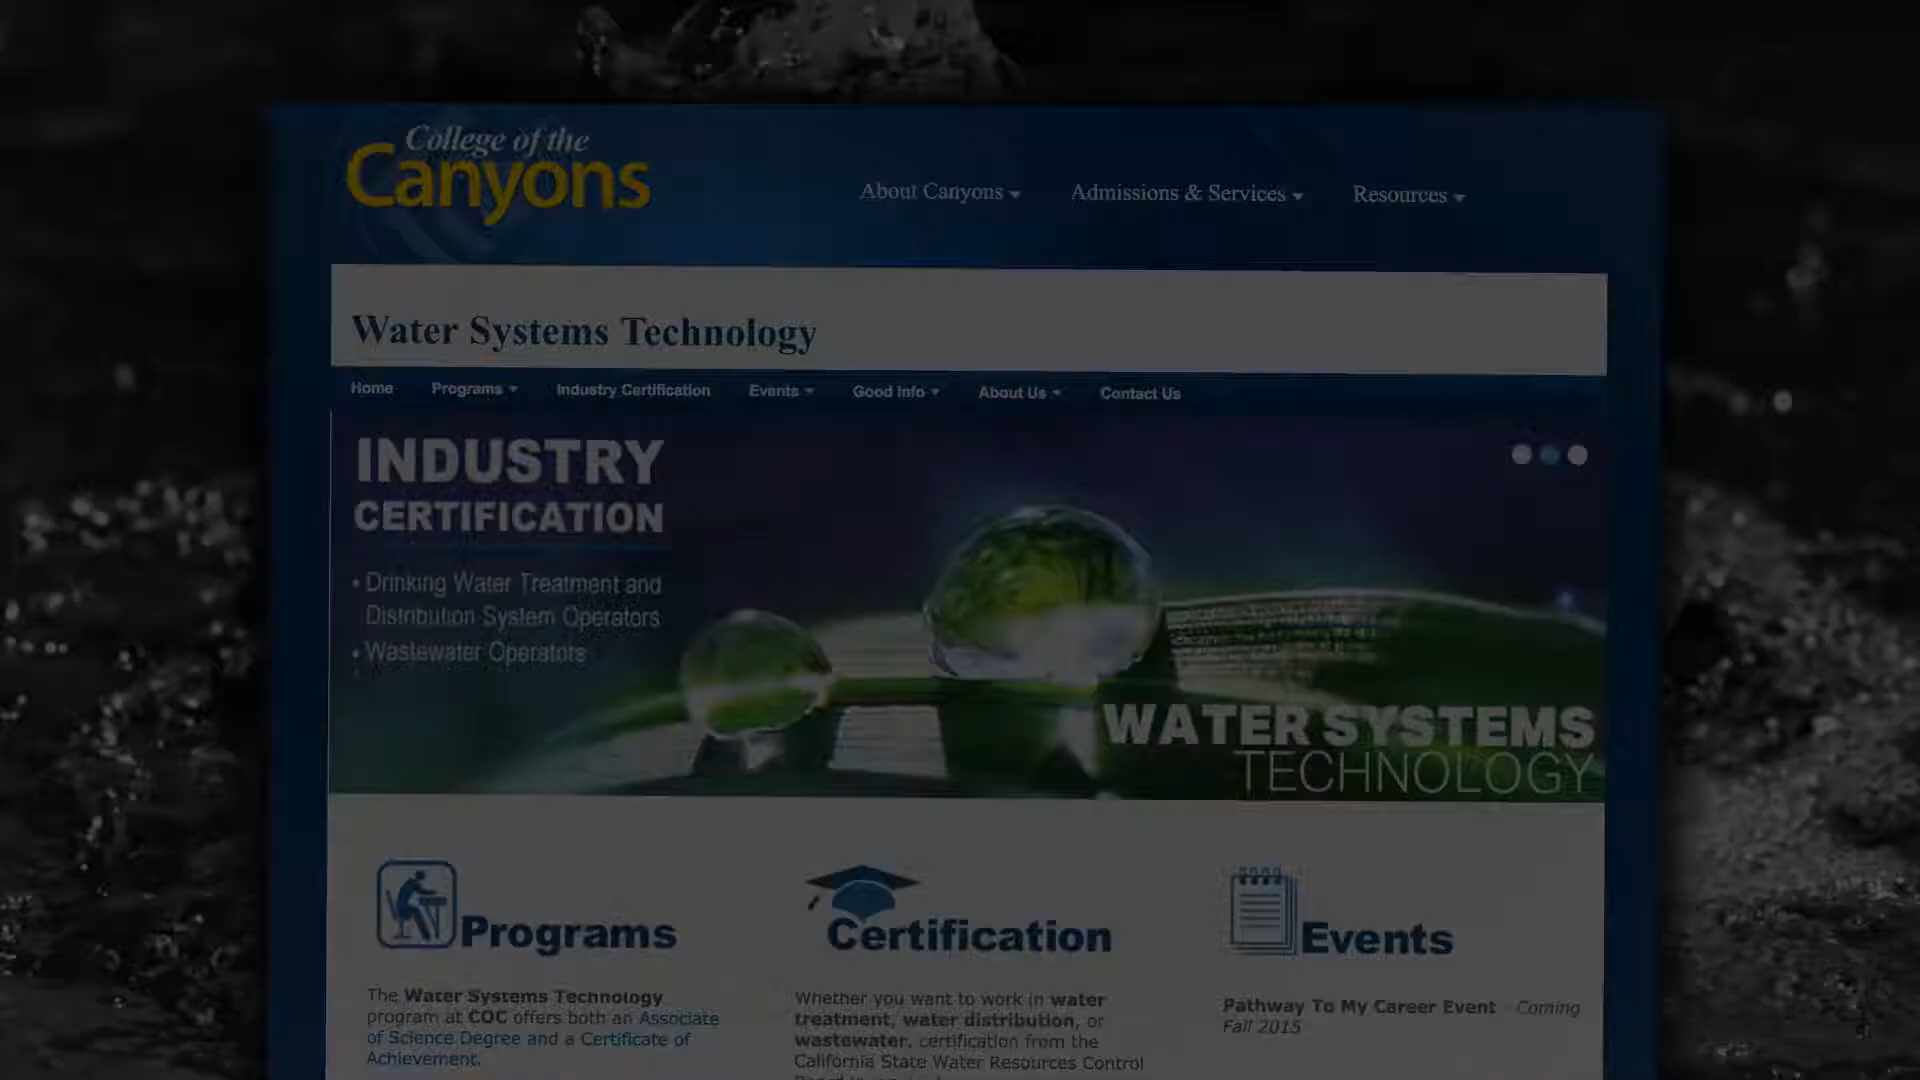 College of the
Canyons
About Canyons
Admissions & Services
Resources
Water Systems Technology
Home
Programs
Industry Certification
Events
Good Info
About Us
Contact Us
INDUSTRY
CERTIFICATION
• Drinking Water Treatment and
Distribution System Operators
• Wastewater Operators
WATER SYSTEMS
TECHNOLOGY
Programs
The Water Systems Technology
program at COC offers both an Associate
of Science Degree and a Certificate of
Achievement.
Certification
Whether you want to work in water
treatment, water distribution, or
wastewater, certification from the
California State Water Resources Control
Events
Pathway To My Career Event - Coming
Fall 2015